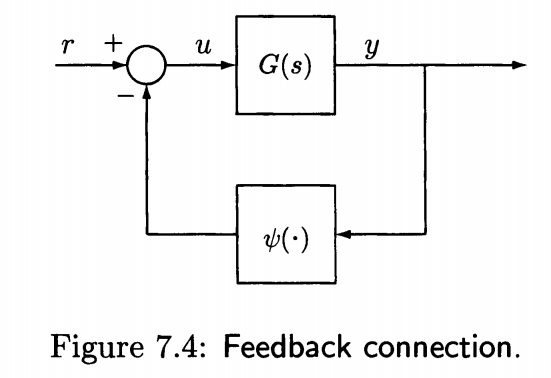 r + u G(s) y
−
ψ(·)
Figure 7.4: Feedback connection.